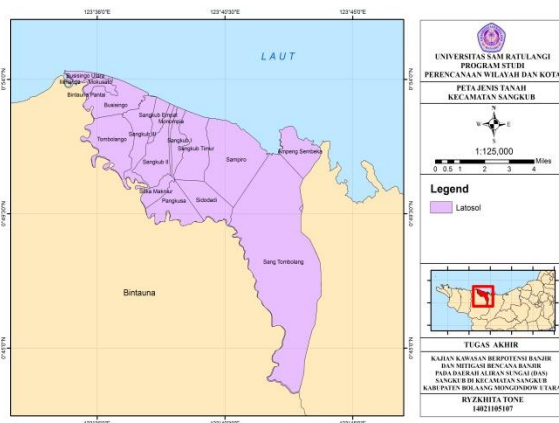 123°36'0"E
123°40'30"E
123°45'0"E
LAUT
Busisingo Utara
Mokusato
Bintauna Pantai
Busisingo
Sangkub Empat
Monompia
Tombolango
Sangkub III
Sangkub I
Sangkub Timur
Sangkub II
Sampiro
Ampeng Sembeka
Suka Makmur
Pangkusa
Sidodadi
Sang Tombolang
Bintauna
UNIVERSITAS SAM RATULANGI
PROGRAM STUDI
PERENCANAAN WILAYAH DAN KOTA
PETA JENIS TANAH
KECAMATAN SANGKUB
N
W
E
S
1:125,000
Miles
0 0.5 1 2 3 4
Legend
Latosol
TUGAS AKHIR
KAJIAN KAWASAN BERPOTENSI BANJIR
DAN MITIGASI BENCANA BANJIR
PADA DAERAH ALIRAN SUNGAI (DAS)
SANGKUB DI KECAMATAN SANGKUB
KABUPATEN BOLAANG MONGONDOW UTARA
RYZKHITA TONE
14021105107